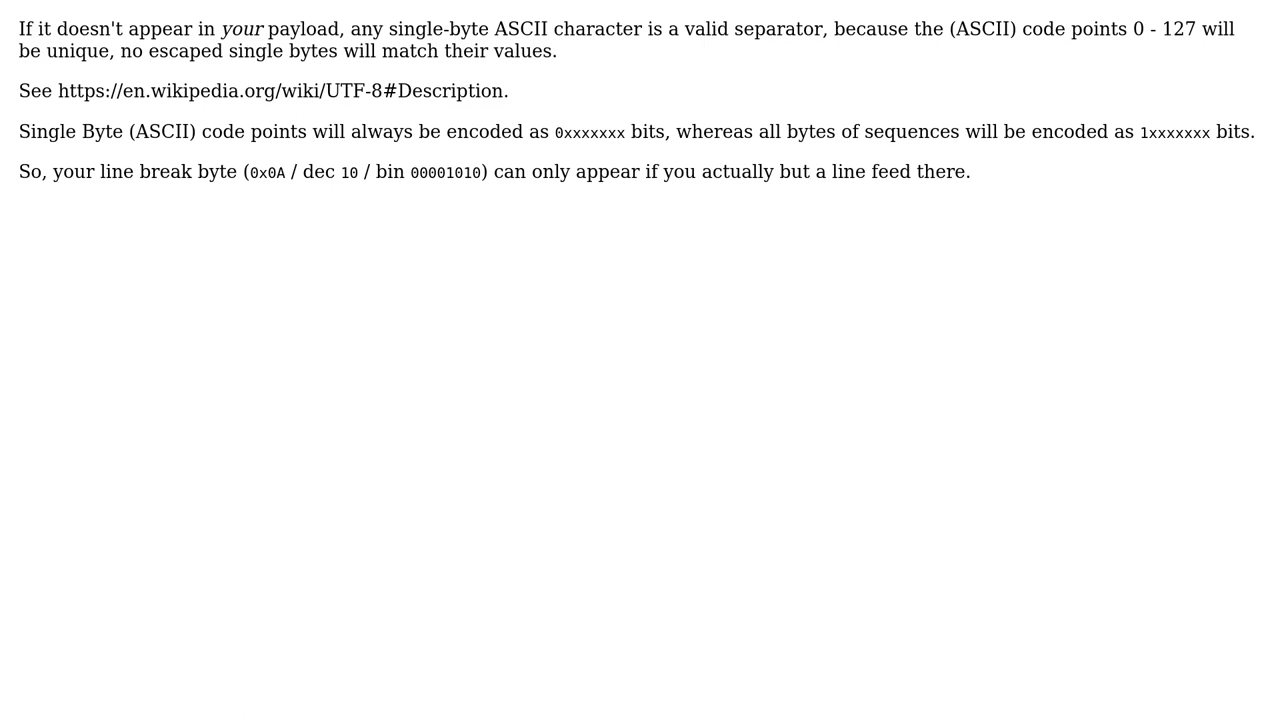 If it doesn't appear in your payload, any single-byte ASCII character is a valid separator, because the (ASCII) code points 0 - 127 will
be unique, no escaped single bytes will match their values.
See https://en.wikipedia.org/wiki/UTF-8#Description.
Single Byte (ASCII) code points will always be encoded as 0xxxxxxx bits, whereas all bytes of sequences will be encoded as 1xxxxxxx bits.
So, your line break byte (0x0A / dec 10 / bin 00001010) can only appear if you actually but a line feed there.